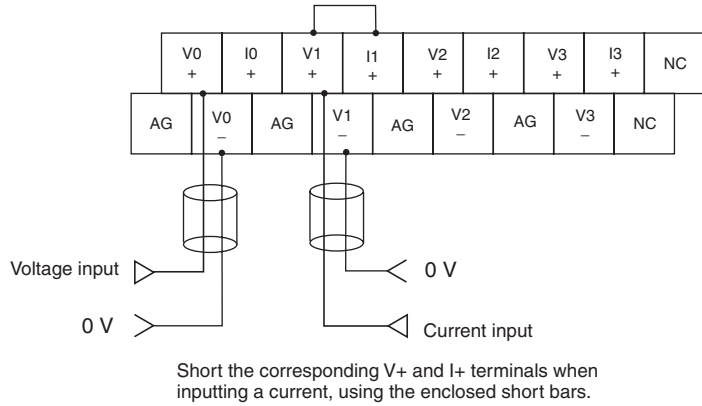 V0 I0 V1 I1 V2 I2 V3 I3 NC
+ + + + + + + +
AG V0 AG V1 AG V2 AG V3 NC
– – – –
Voltage input
0 V
0 V
Current input
Short the corresponding V+ and I+ terminals when
inputting a current, using the enclosed short bars.